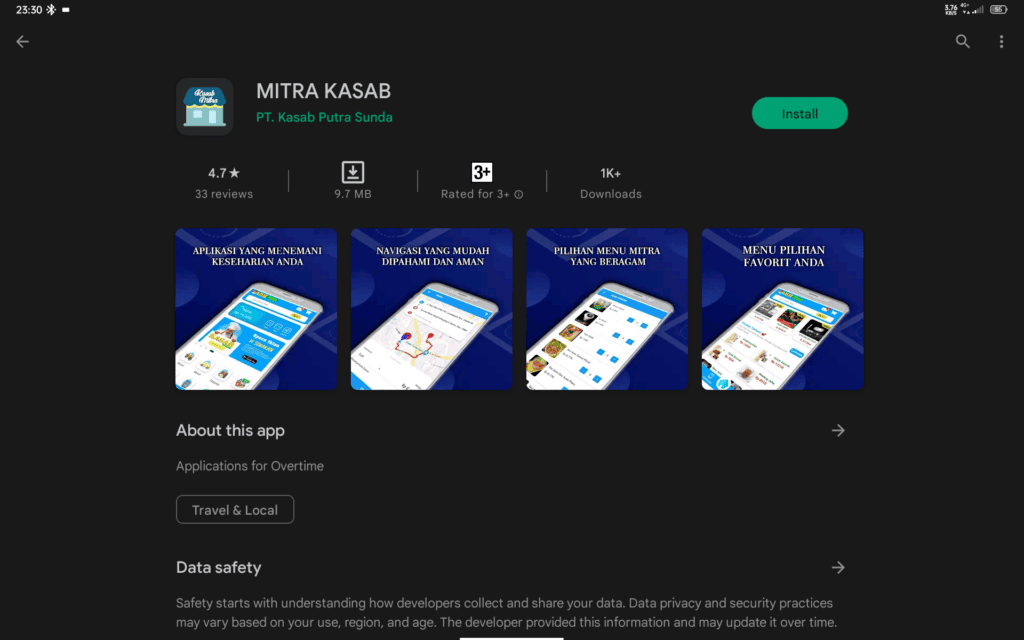 23:30
3.76 KB/S 4G+ 65
Kasab Mitra
MITRA KASAB
PT. Kasab Putra Sunda
Install
4.7★
33 reviews
9.7 MB
3+
Rated for 3+
1K+
Downloads
APLIKASI YANG MENEMANI
KESEHARIAN ANDA
NAVIGASI YANG MUDAH
DIPAHAMI DAN AMAN
PILIHAN MENU MITRA
YANG BERAGAM
MENU PILIHAN
FAVORIT ANDA
About this app
Applications for Overtime
Travel & Local
Data safety
Safety starts with understanding how developers collect and share your data. Data privacy and security practices
may vary based on your use, region, and age. The developer provided this information and may update it over time.